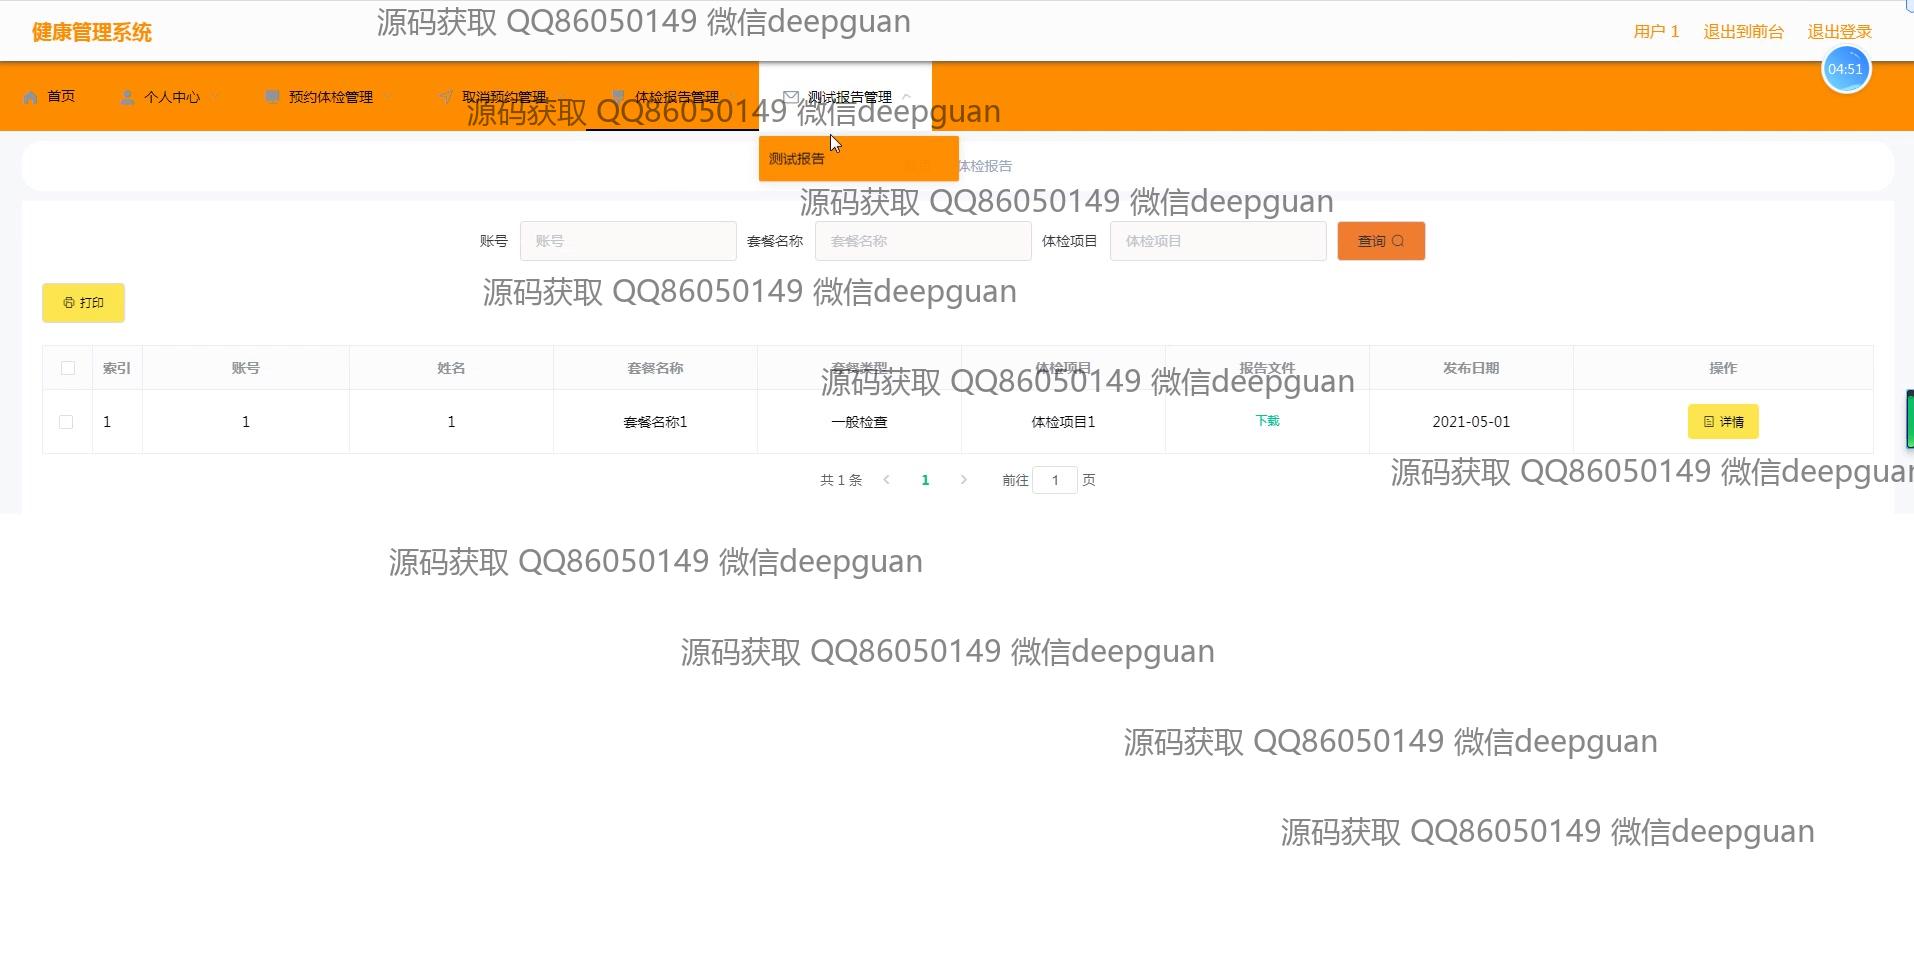 源码获取 QQ86050149 微信deepguan
健康管理系统 用户 1 退出到前台 退出登录
04:51
首页 个人中心 预约体检管理 取消预约管理 体检报告管理 测试报告管理
源码获取 QQ86050149 微信deepguan
测试报告 体检报告
源码获取 QQ86050149 微信deepguan
账号 账号 套餐名称 套餐名称 体检项目 体检项目 查询
源码获取 QQ86050149 微信deepguan
打印
索引 账号 姓名 套餐名称 套餐类型 体检项目 报告文件 发布日期 操作
源码获取 QQ86050149 微信deepguan
1 1 1 套餐名称1 一般检查 体检项目1 下载 2021-05-01 详情
源码获取 QQ86050149 微信deepguan
共 1 条 1 前往 1 页
源码获取 QQ86050149 微信deepguan
源码获取 QQ86050149 微信deepguan
源码获取 QQ86050149 微信deepguan
源码获取 QQ86050149 微信deepguan